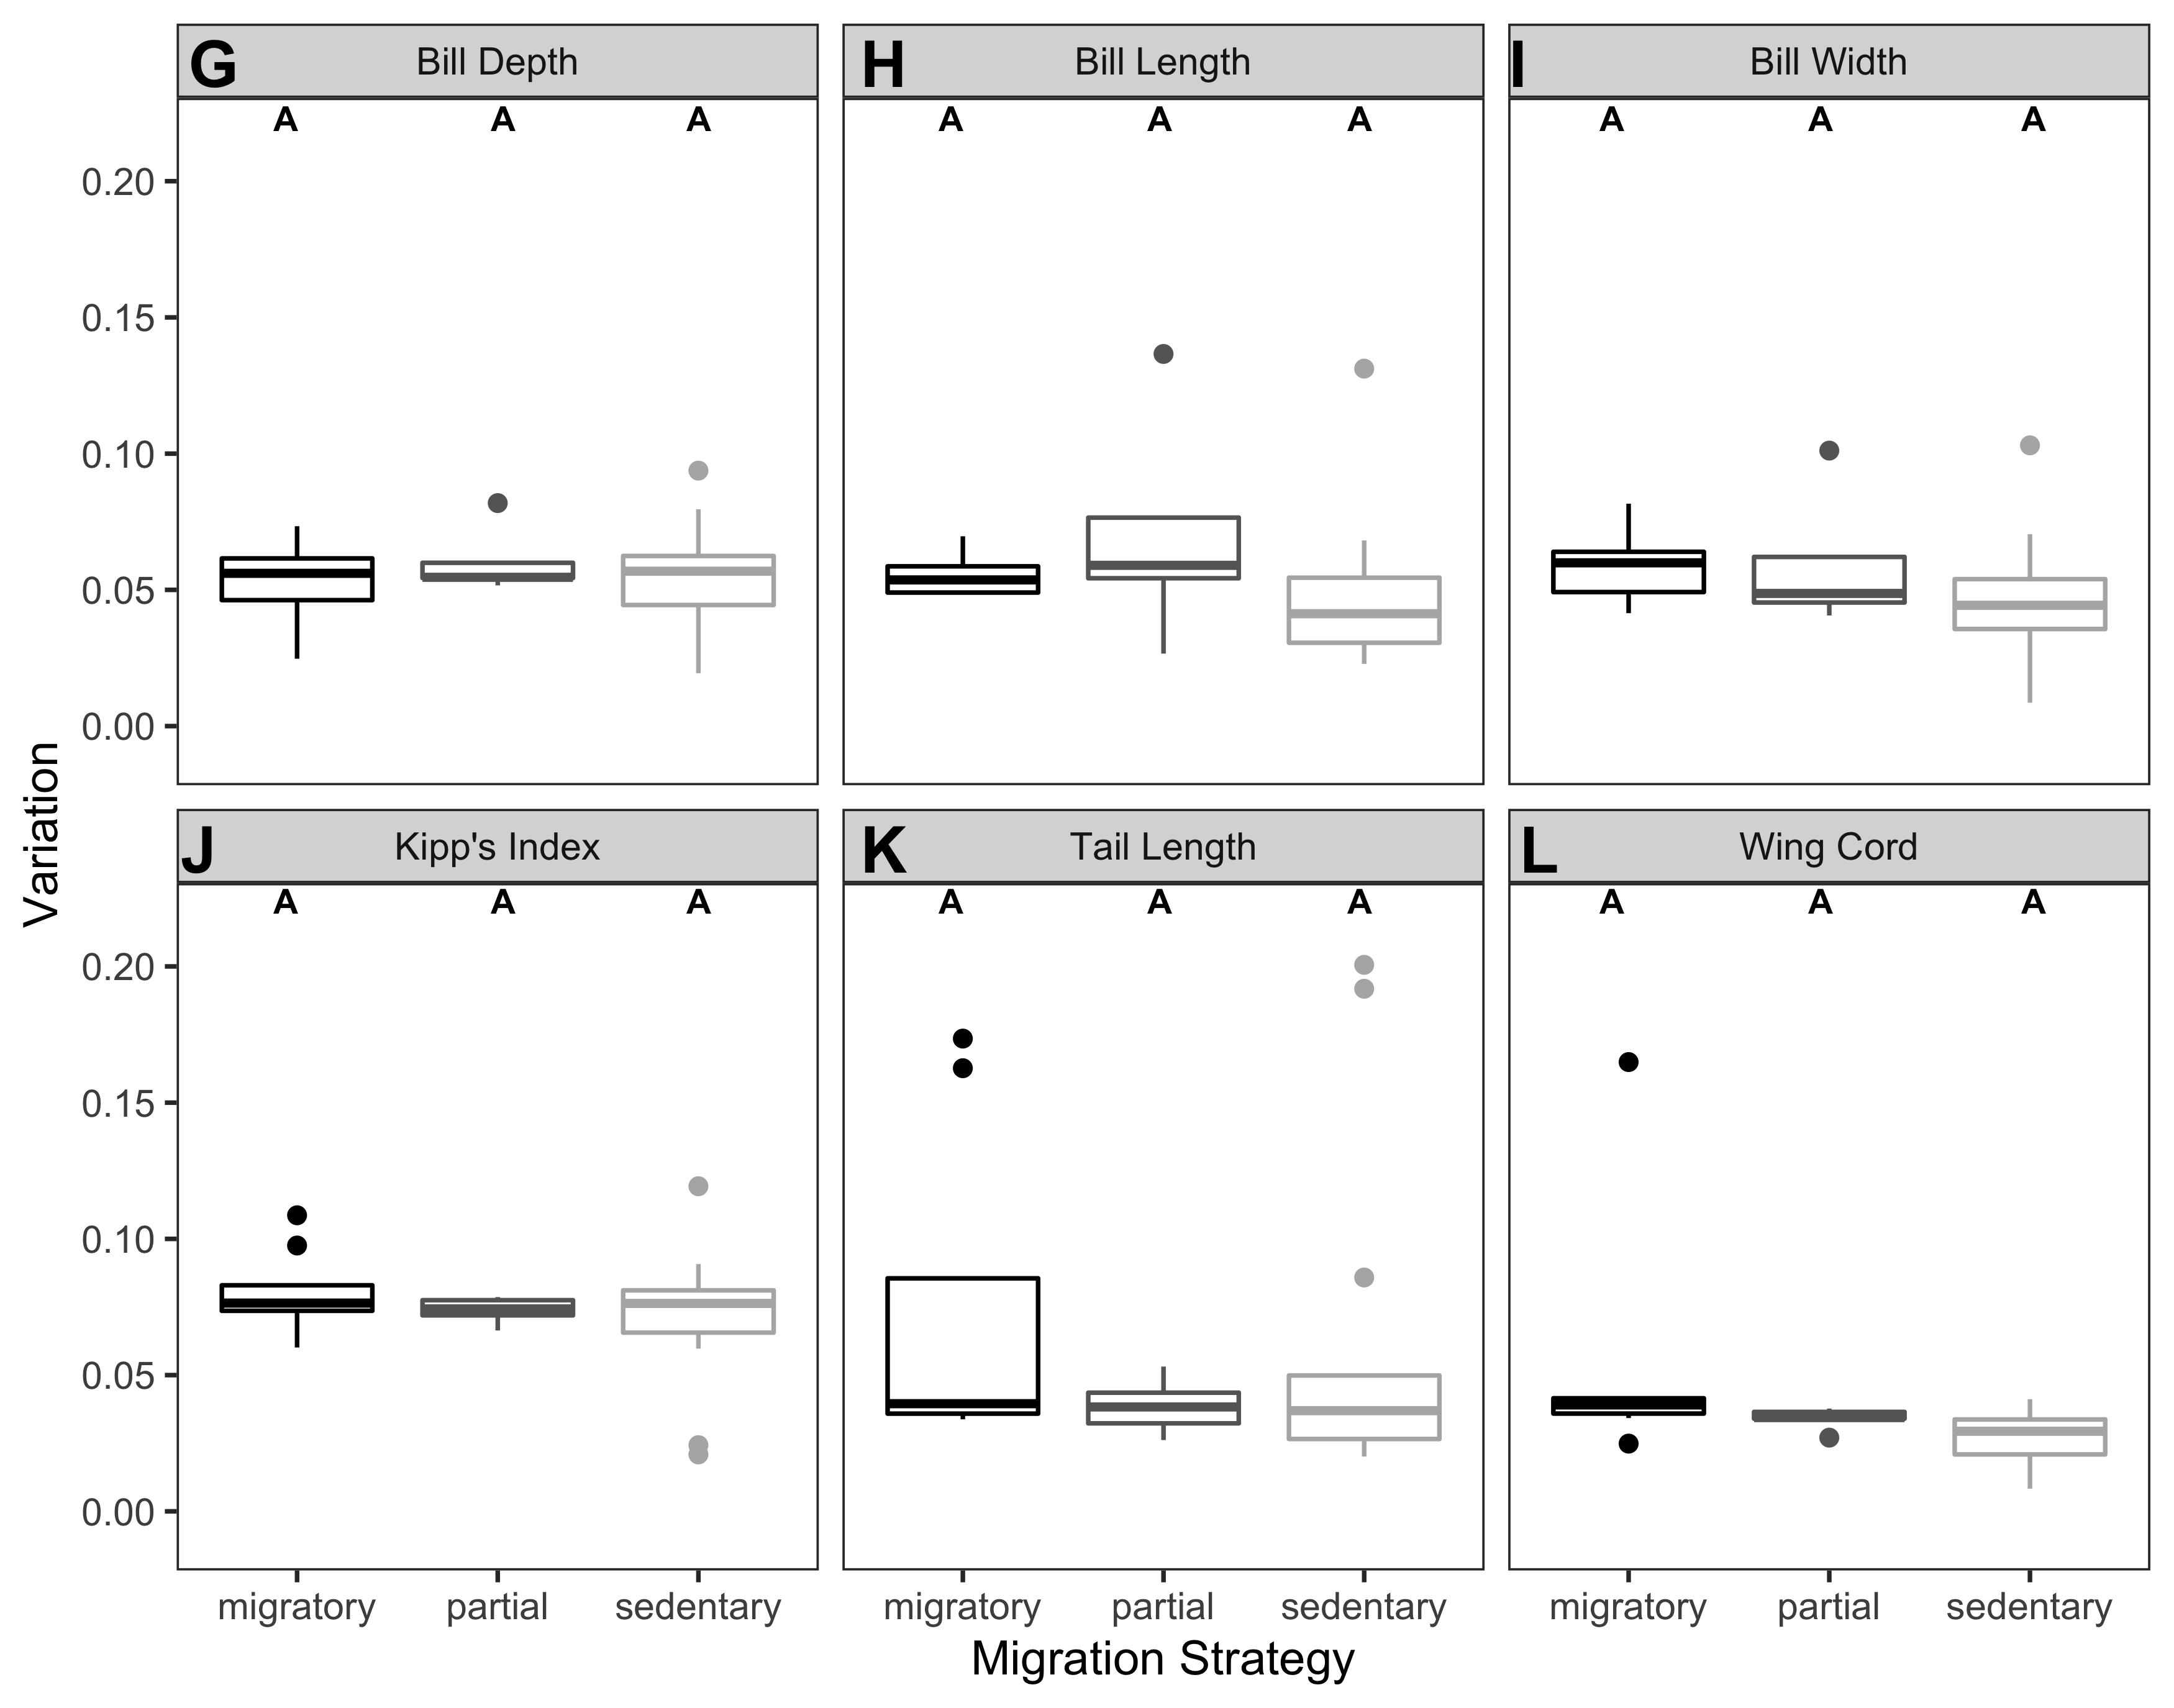 G Bill Depth
H Bill Length
I Bill Width
A A A
A A A
A A A
0.20
0.15
0.10
0.05
0.00
Variation
J Kipp's Index
K Tail Length
L Wing Cord
A A A
A A A
A A A
0.20
0.15
0.10
0.05
0.00
migratory partial sedentary
migratory partial sedentary
migratory partial sedentary
Migration Strategy